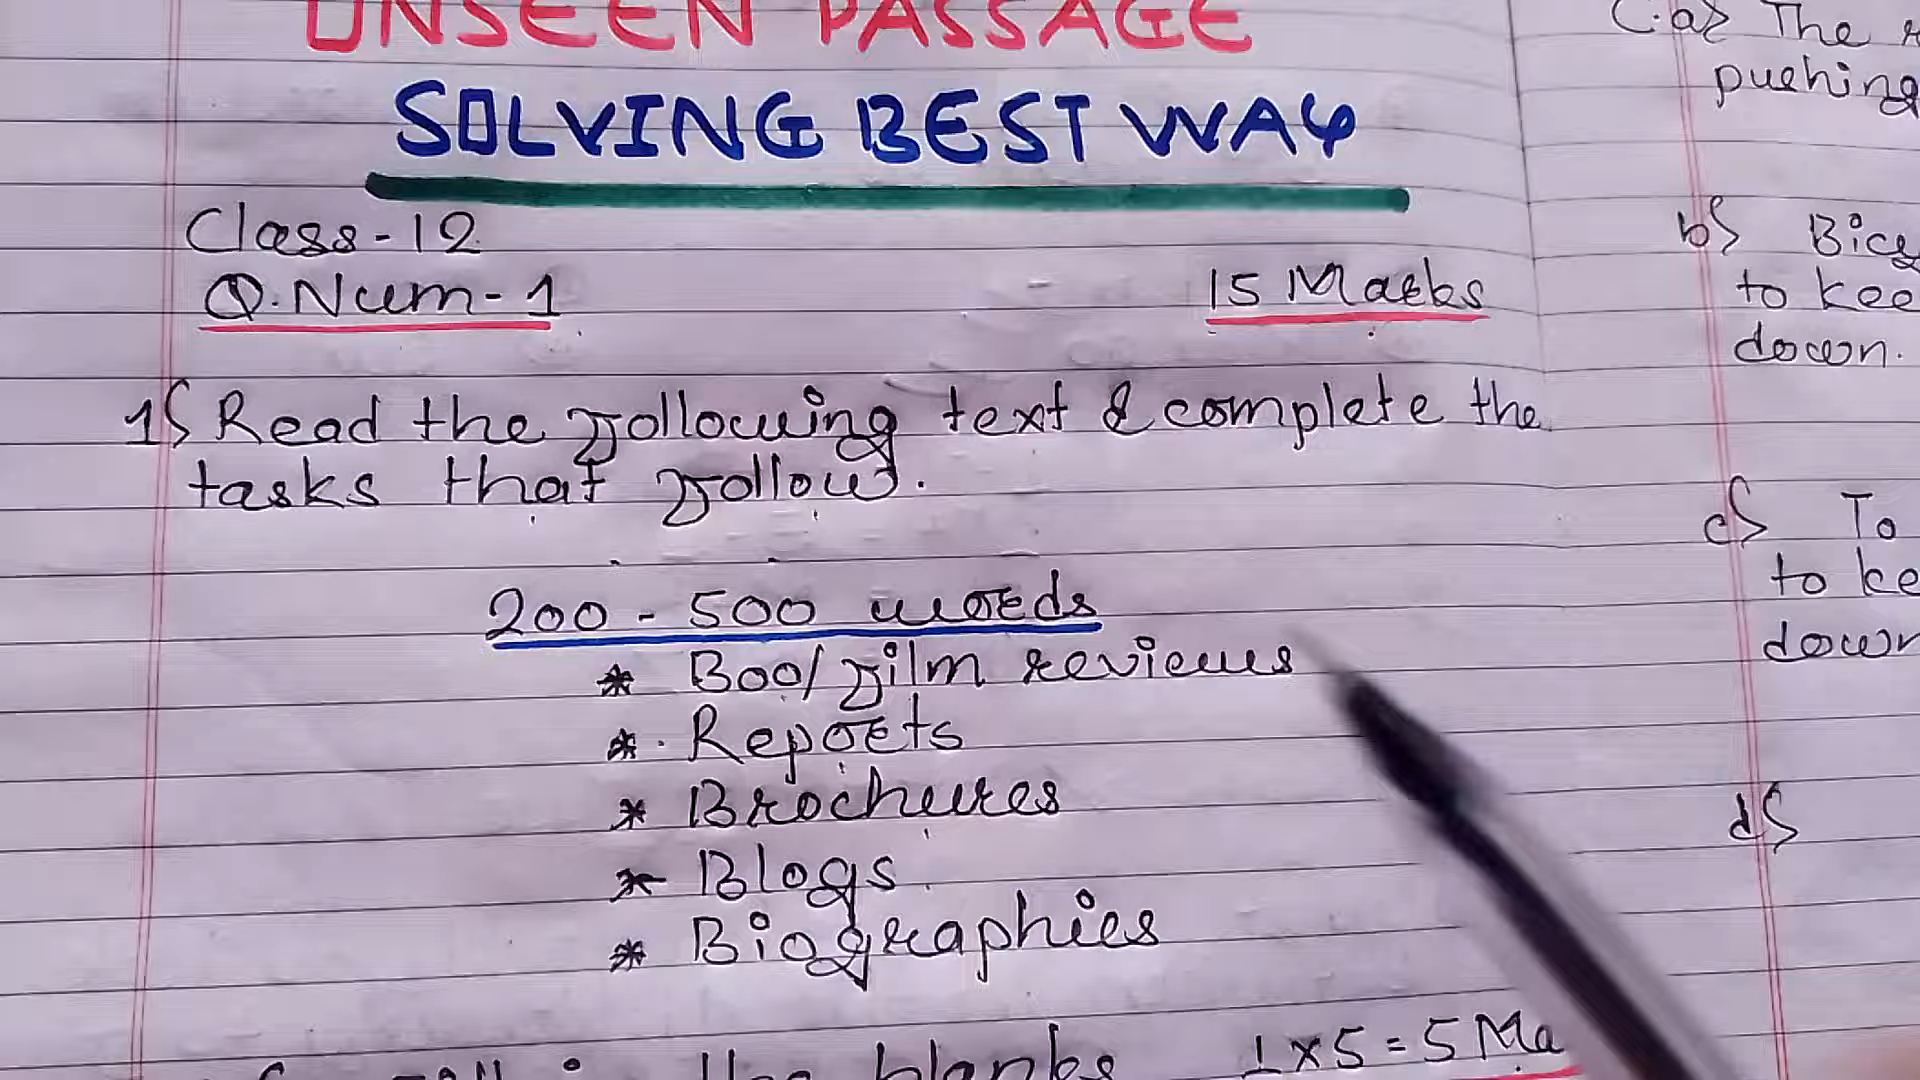 UNSEEN PASSAGE
SOLVING BEST WAY
Class-12
Q.Num-1
15 Marks
1) Read the following text & complete the
tasks that follow.
200 - 500 words
* Boo/film reviews
* Reports
* Brochures
* Blogs
* Biographies
the blanks 1x5=5 Ma
C.a) The
pushing
b)
to kee
down.
c) To
to ke
down
d)